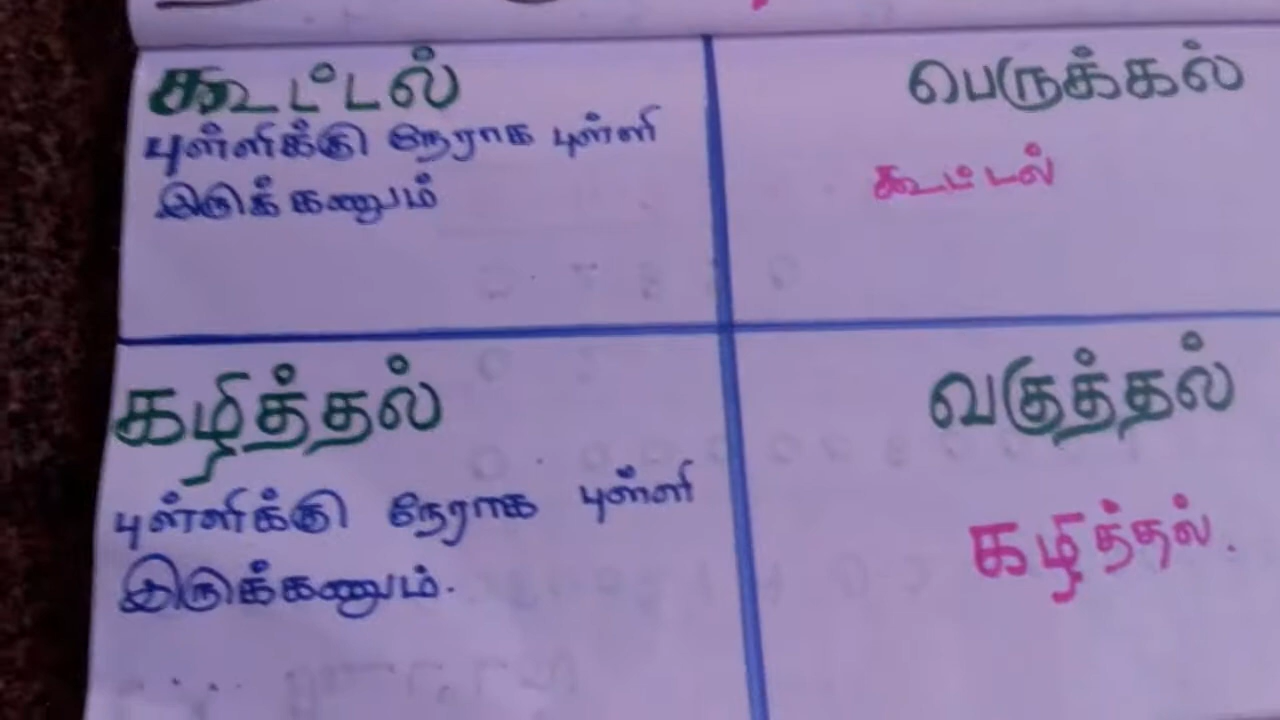 கூட்டல்
புள்ளிக்கு நேராக புள்ளி
இருக்கணும்
பெருக்கல்
கூட்டல்
கழித்தல்
புள்ளிக்கு நேராக புள்ளி
இருக்கணும்.
வகுத்தல்
கழித்தல்.